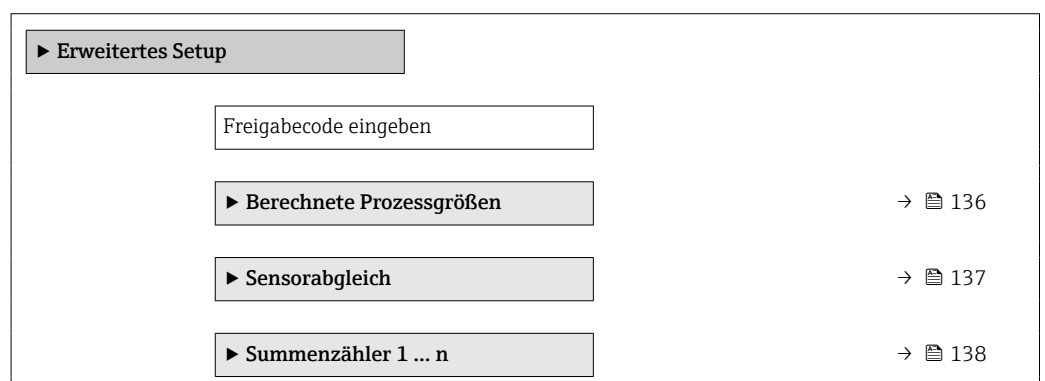 ▶ Erweitertes Setup
Freigabecode eingeben
▶ Berechnete Prozessgrößen → 136
▶ Sensorabgleich → 137
▶ Summenzähler 1 … n → 138